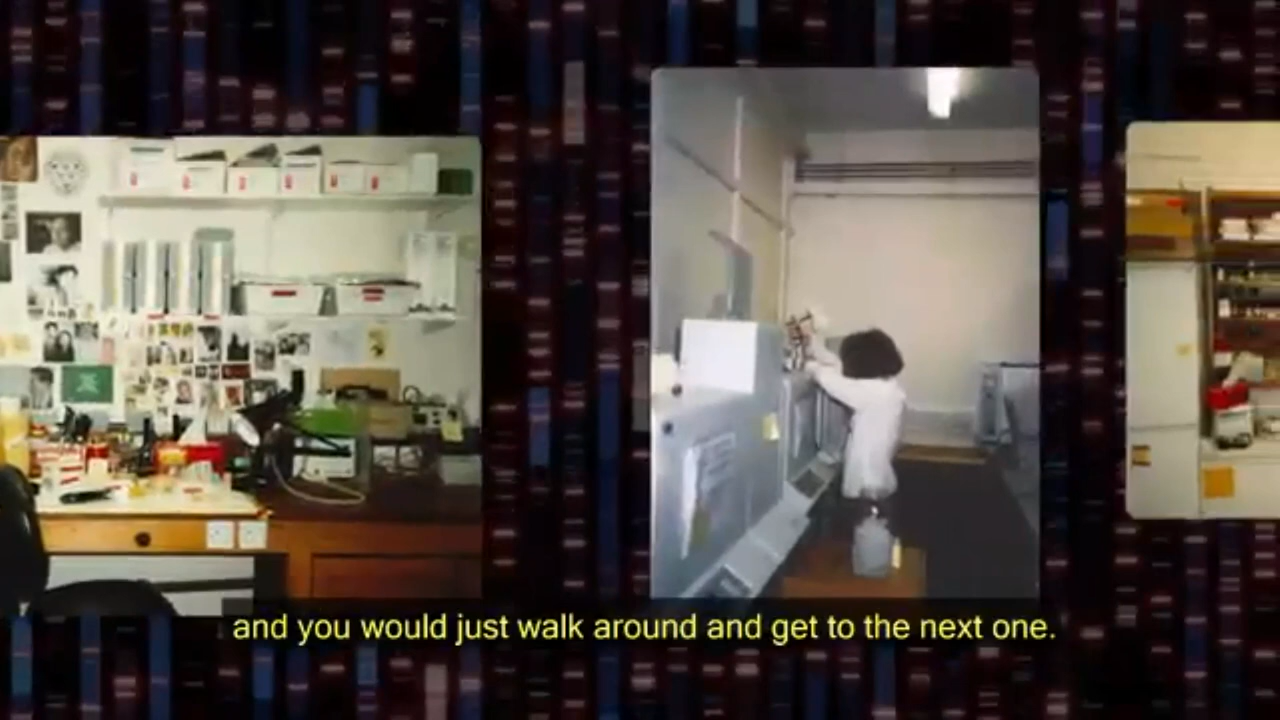 and you would just walk around and get to the next one.